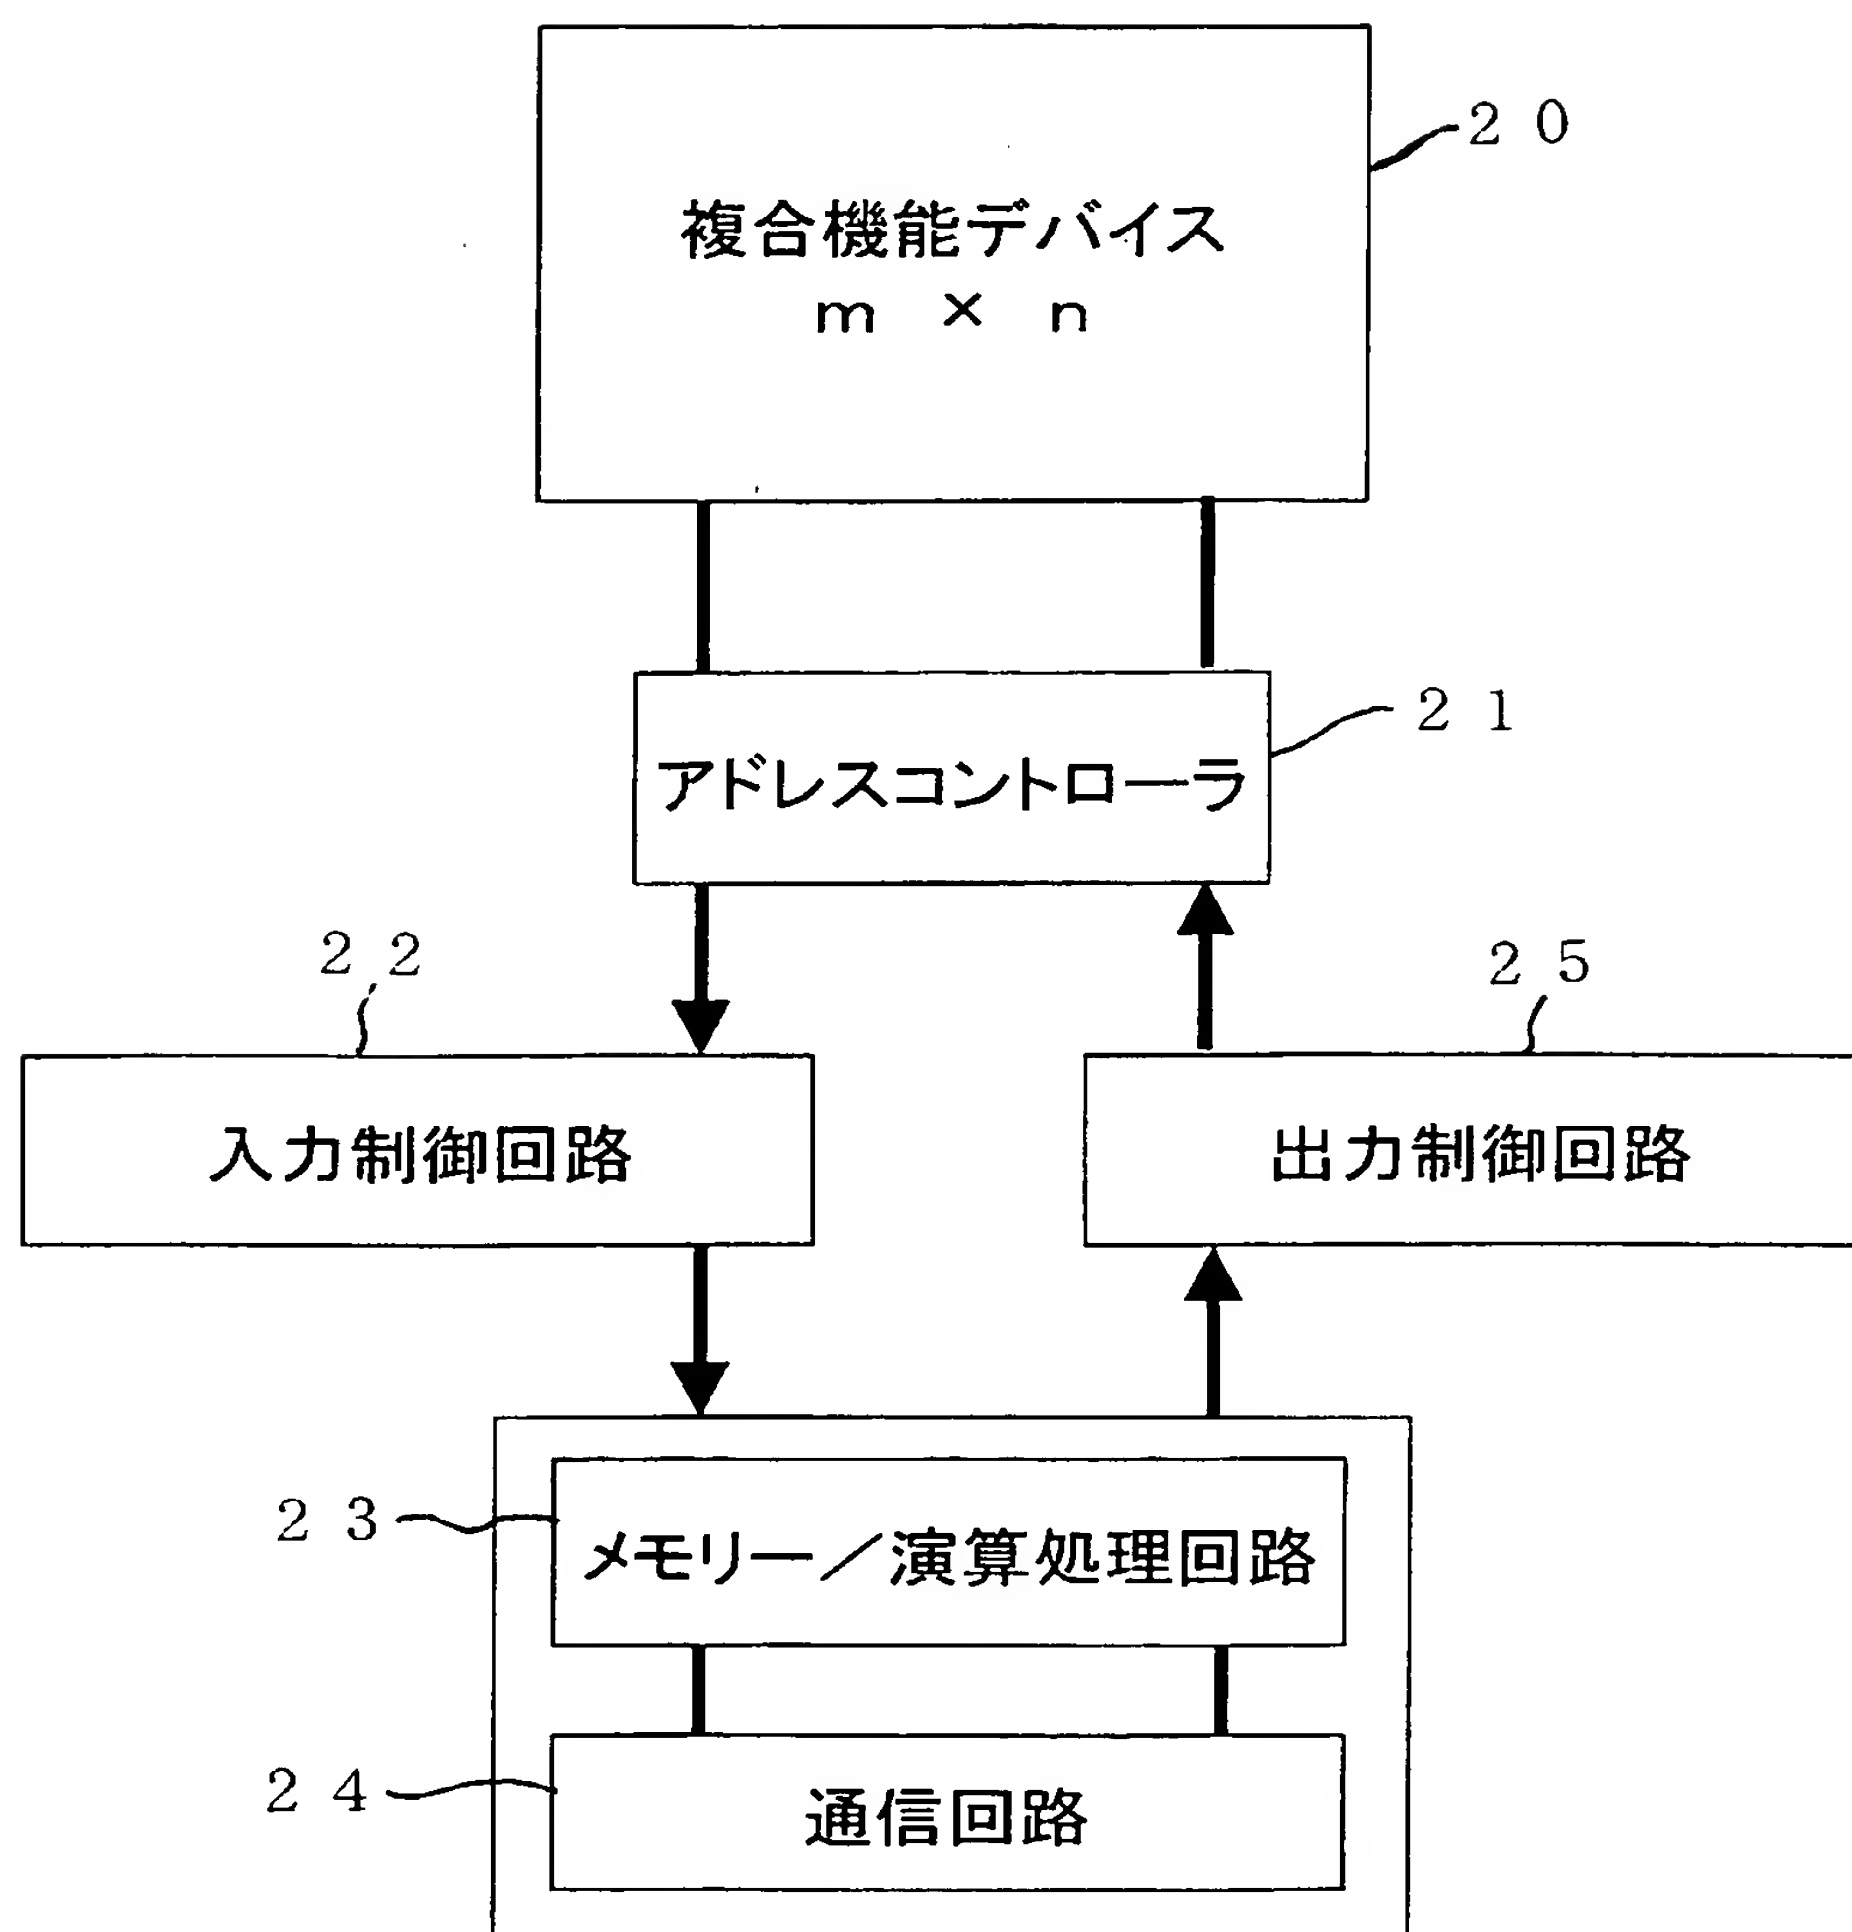 ２０
複合機能デバイス
ｍ × ｎ
２１
アドレスコントローラ
２２
２５
入力制御回路
出力制御回路
２３
メモリー／演算処理回路
２４
通信回路